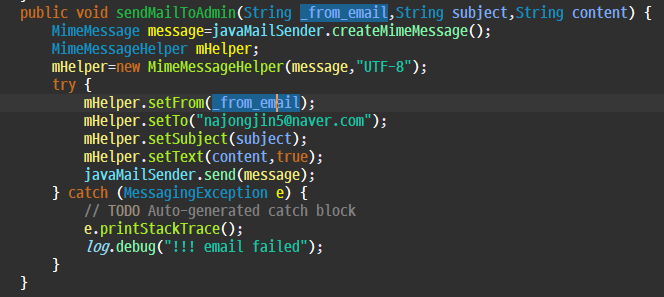 public void sendMailToAdmin(String _from_email,String subject,String content) {
MimeMessage message=javaMailSender.createMimeMessage();
MimeMessageHelper mHelper;
mHelper=new MimeMessageHelper(message,"UTF-8");
try {
mHelper.setFrom(_from_email);
mHelper.setTo("najongjin5@naver.com");
mHelper.setSubject(subject);
mHelper.setText(content,true);
javaMailSender.send(message);
} catch (MessagingException e) {
// TODO Auto-generated catch block
e.printStackTrace();
log.debug("!!! email failed");
}
}